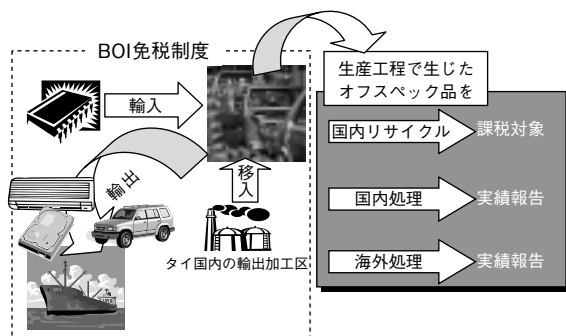 BOI免税制度
輸入
輸出
移入
タイ国内の輸出加工区
生産工程で生じた
オフスペック品を
国内リサイクル
課税対象
国内処理
実績報告
海外処理
実績報告